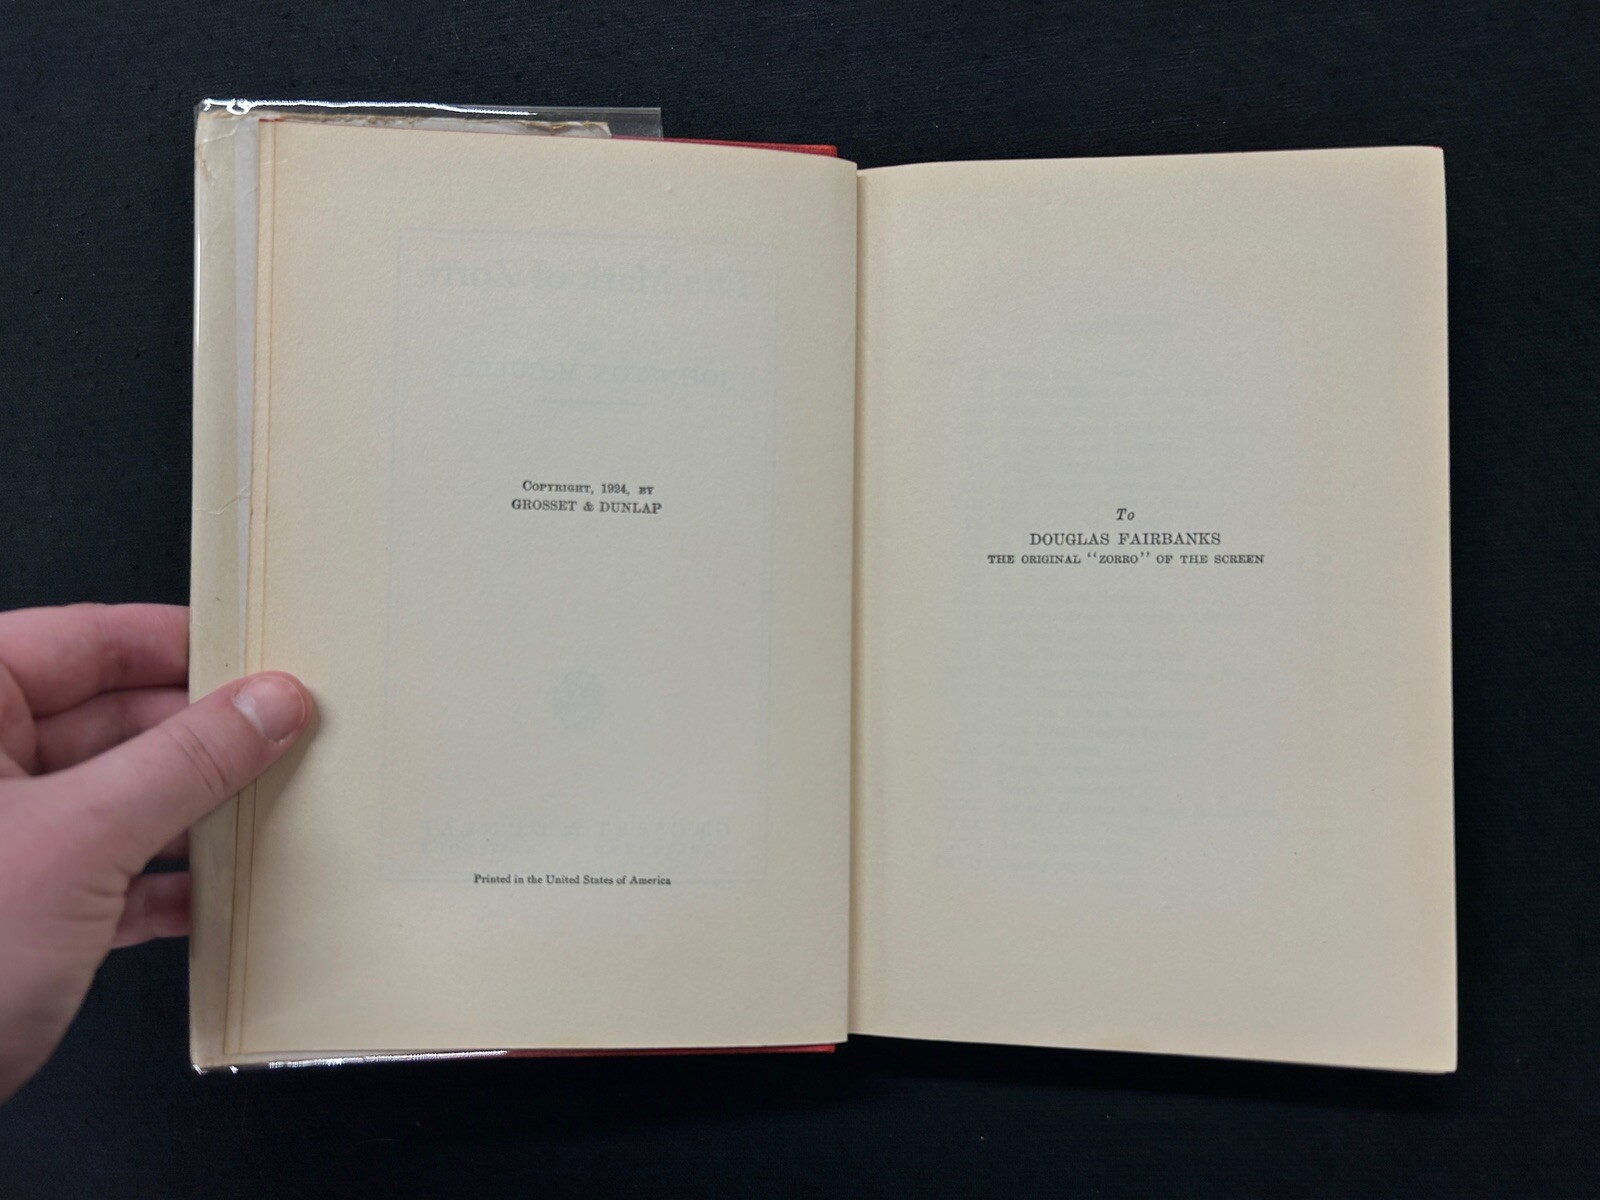 COPYRIGHT, 1924, BY
GROSSET & DUNLAP
Printed in the United States of America
To
DOUGLAS FAIRBANKS
THE ORIGINAL “ZORRO” OF THE SCREEN